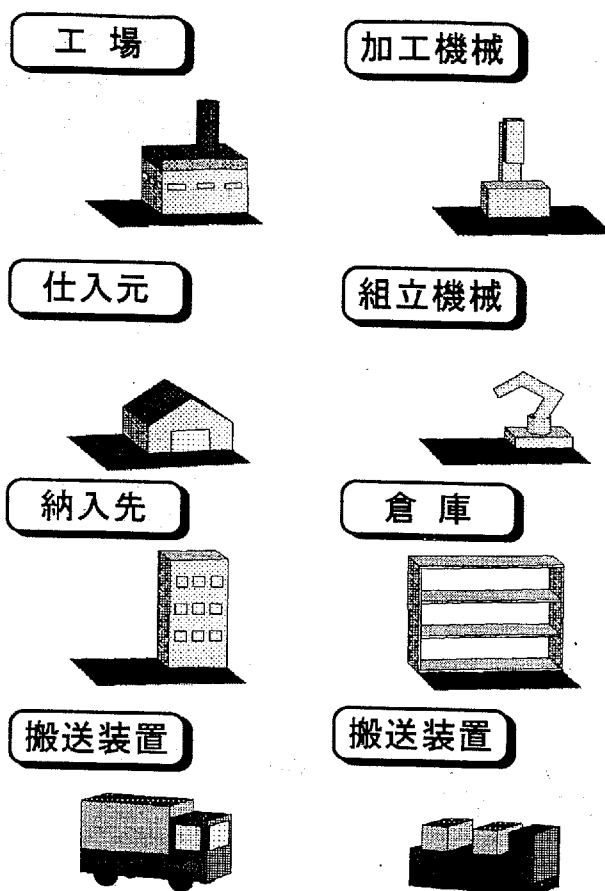 工場
加工機械
仕入元
組立機械
納入先
倉庫
搬送装置
搬送装置